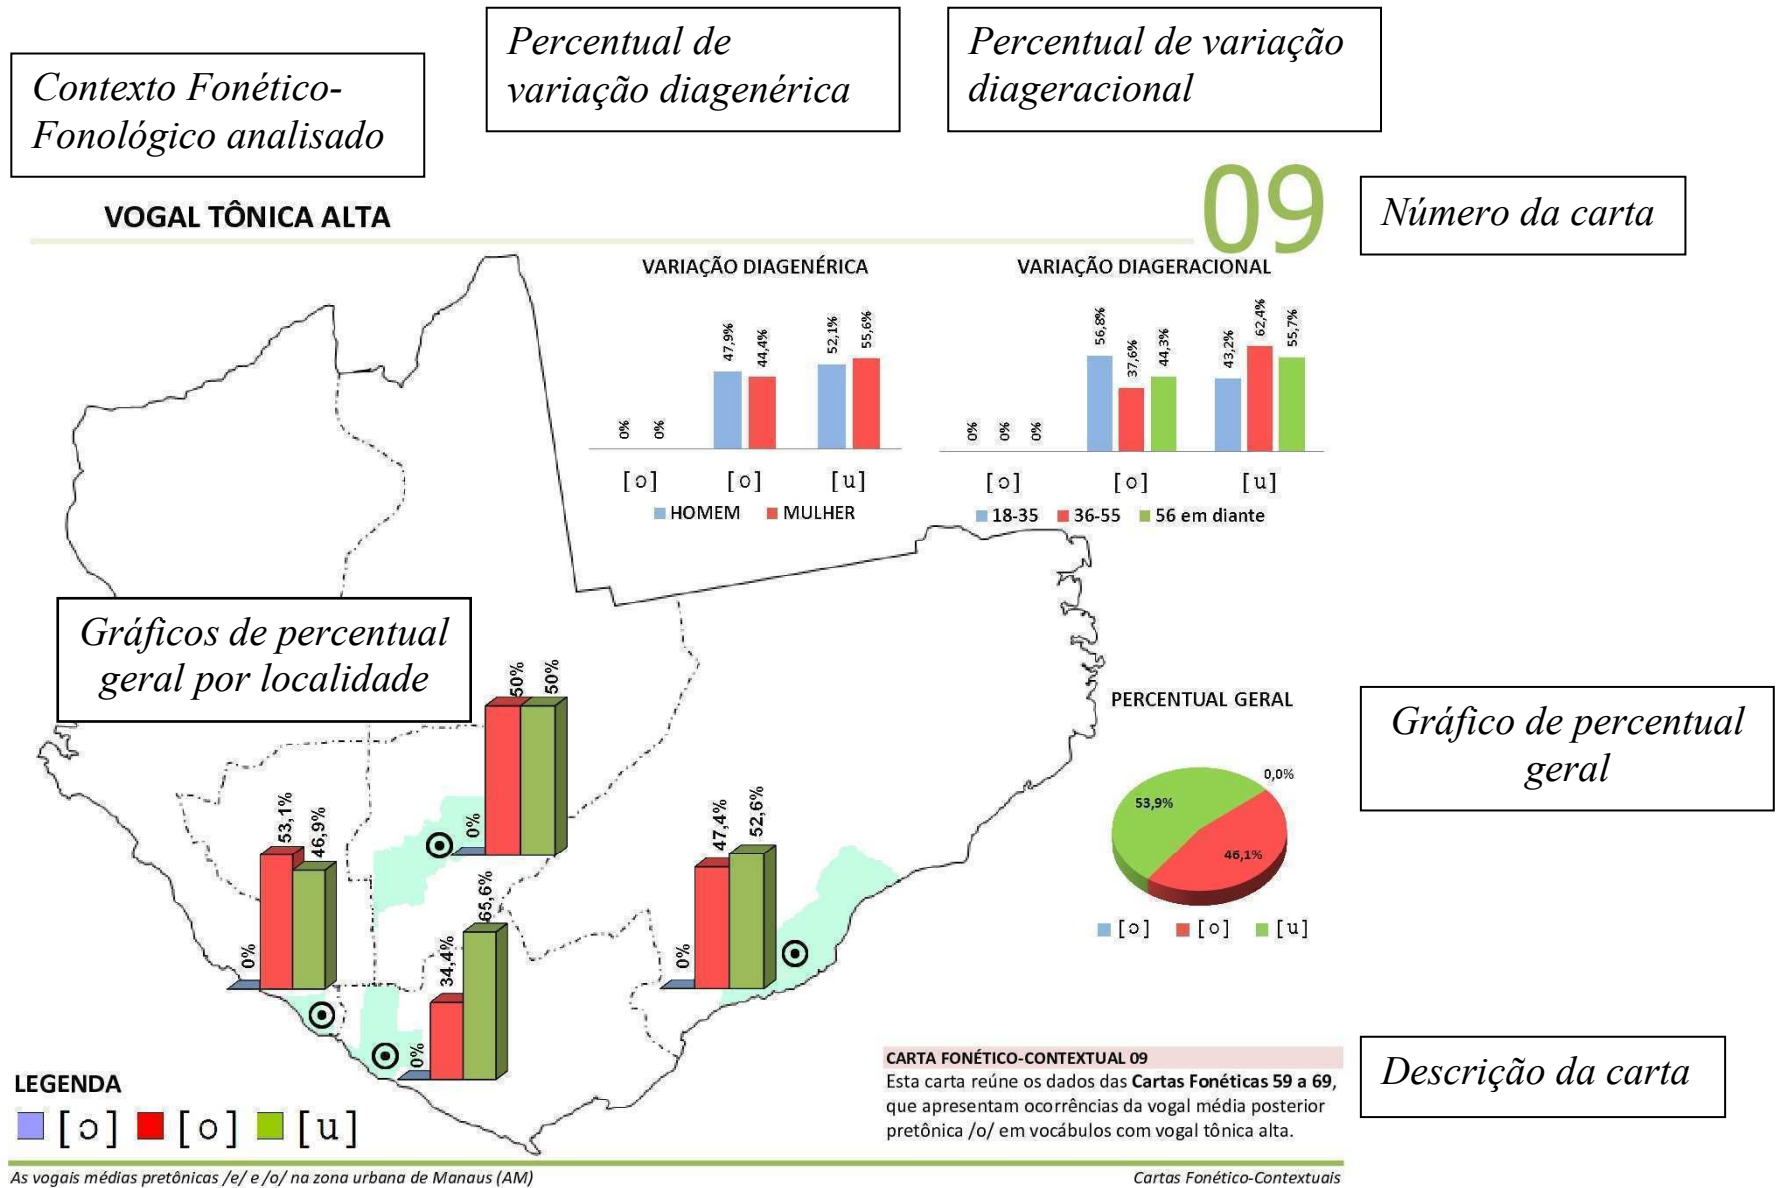 Contexto Fonético-
Fonológico analisado
Percentual de
variação diagenérica
Percentual de variação
diageracional
Número da carta
VOGAL TÔNICA ALTA
09
VARIAÇÃO DIAGENÉRICA
0%
0%
47,9%
44,4%
52,1%
55,6%
[ɔ]
[o]
[u]
HOMEM
MULHER
VARIAÇÃO DIAGERACIONAL
0%
0%
0%
56,8%
37,6%
44,3%
43,2%
62,4%
55,7%
[ɔ]
[o]
[u]
18-35
36-55
56 em diante
Gráficos de percentual
geral por localidade
0%
50%
50%
0%
53,1%
46,9%
0%
34,4%
65,6%
0%
47,4%
52,6%
PERCENTUAL GERAL
0,0%
53,9%
46,1%
[ɔ]
[o]
[u]
Gráfico de percentual
geral
CARTA FONÉTICO-CONTEXTUAL 09
Esta carta reúne os dados das Cartas Fonéticas 59 a 69,
que apresentam ocorrências da vogal média posterior
pretônica /o/ em vocábulos com vogal tônica alta.
Descrição da carta
LEGENDA
[ɔ]
[o]
[u]
As vogais médias pretônicas /e/ e /o/ na zona urbana de Manaus (AM)
Cartas Fonético-Contextuais